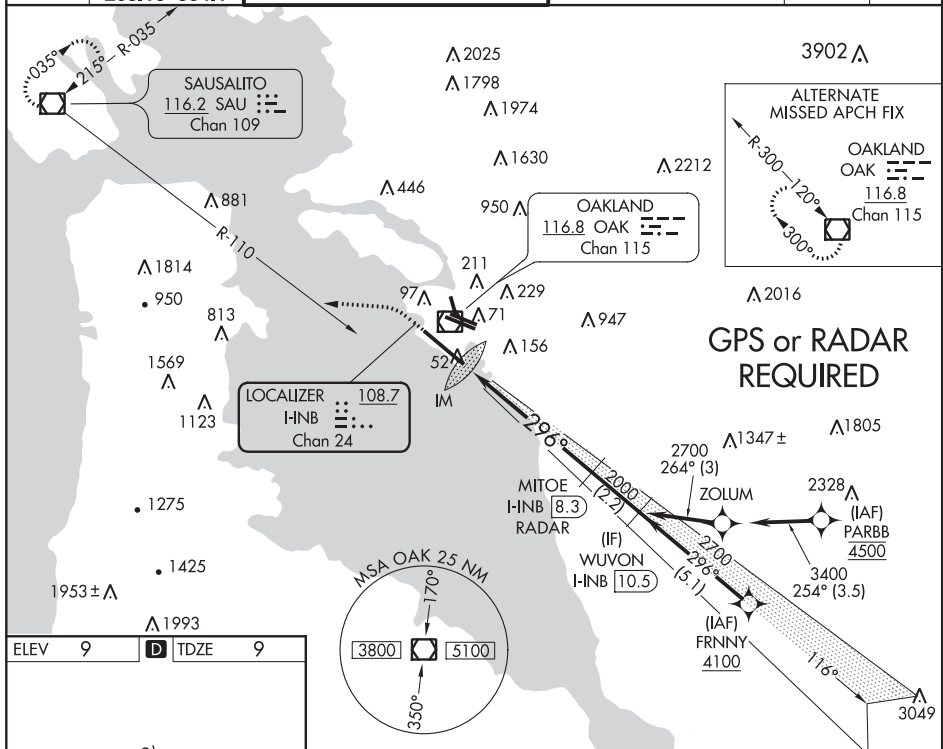 R-035
035°
215°
SAUSALITO
116.2 SAU
Chan 109
2025
1798
1974
1630
2212
3902
ALTERNATE
MISSED APCH FIX
R-300
120°
300°
OAKLAND
OAK
116.8
Chan 115
446
950
881
R-110
OAKLAND
116.8 OAK
Chan 115
1814
950
813
1569
1123
211
97
229
71
947
2016
52
156
IM
LOCALIZER 108.7
I-INB
Chan 24
GPS or RADAR
REQUIRED
296°
1347 ±
1805
2700
264° (3)
ZOLUM
2328
(IAF)
PARBB
4500
MITOE
I-INB 8.3
RADAR
2000
(2.2)
(IF)
WUVON
I-INB 10.5
2700
296°
(5.1)
3400
254° (3.5)
(IAF)
FRNNY
4100
116°
3049
1275
1425
1953 ±
1993
MSA OAK 25 NM
170°
3800
5100
350°
ELEV 9 D TDZE 9